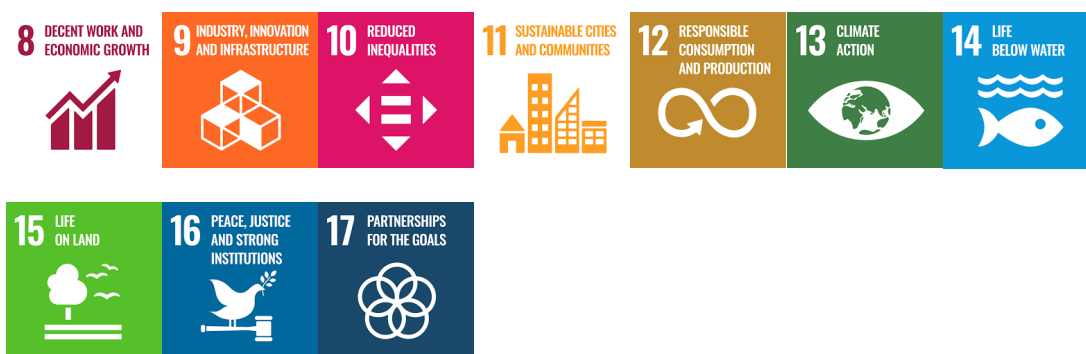 8 DECENT WORK AND
ECONOMIC GROWTH
9 INDUSTRY, INNOVATION
AND INFRASTRUCTURE
10 REDUCED
INEQUALITIES
11 SUSTAINABLE CITIES
AND COMMUNITIES
12 RESPONSIBLE
CONSUMPTION
AND PRODUCTION
13 CLIMATE
ACTION
14 LIFE
BELOW WATER
15 LIFE
ON LAND
16 PEACE, JUSTICE
AND STRONG
INSTITUTIONS
17 PARTNERSHIPS
FOR THE GOALS